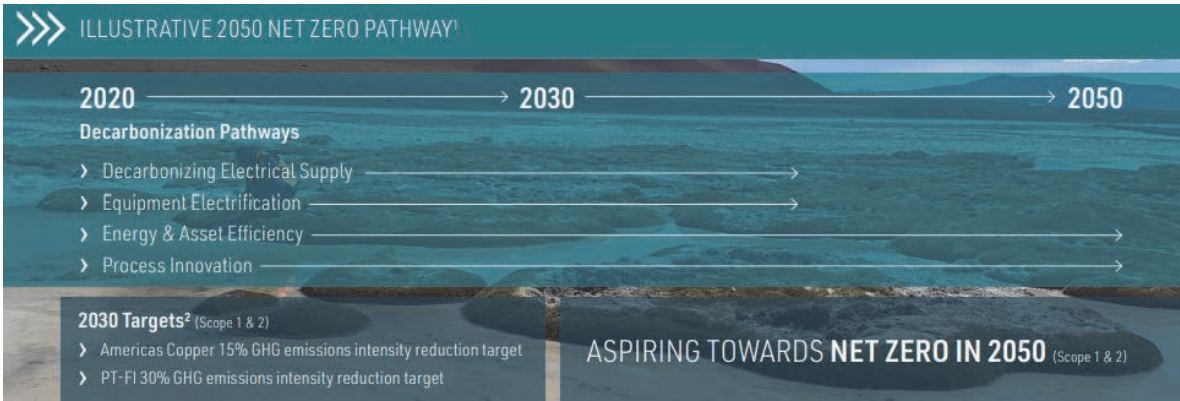 ILLUSTRATIVE 2050 NET ZERO PATHWAY¹
2020 2030 2050
Decarbonization Pathways
Decarbonizing Electrical Supply
Equipment Electrification
Energy & Asset Efficiency
Process Innovation
2030 Targets² (Scope 1 & 2)
Americas Copper 15% GHG emissions intensity reduction target
PT-FI 30% GHG emissions intensity reduction target
ASPIRING TOWARDS NET ZERO IN 2050 (Scope 1 & 2)